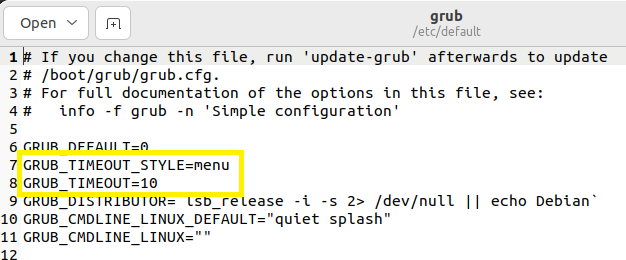 Open
grub
/etc/default
1 # If you change this file, run 'update-grub' afterwards to update
2 # /boot/grub/grub.cfg.
3 # For full documentation of the options in this file, see:
4 #   info -f grub -n 'Simple configuration'
5
6 GRUB_DEFAULT=0
7 GRUB_TIMEOUT_STYLE=menu
8 GRUB_TIMEOUT=10
9 GRUB_DISTRIBUTOR=`lsb_release -i -s 2> /dev/null || echo Debian`
10 GRUB_CMDLINE_LINUX_DEFAULT="quiet splash"
11 GRUB_CMDLINE_LINUX=""
12